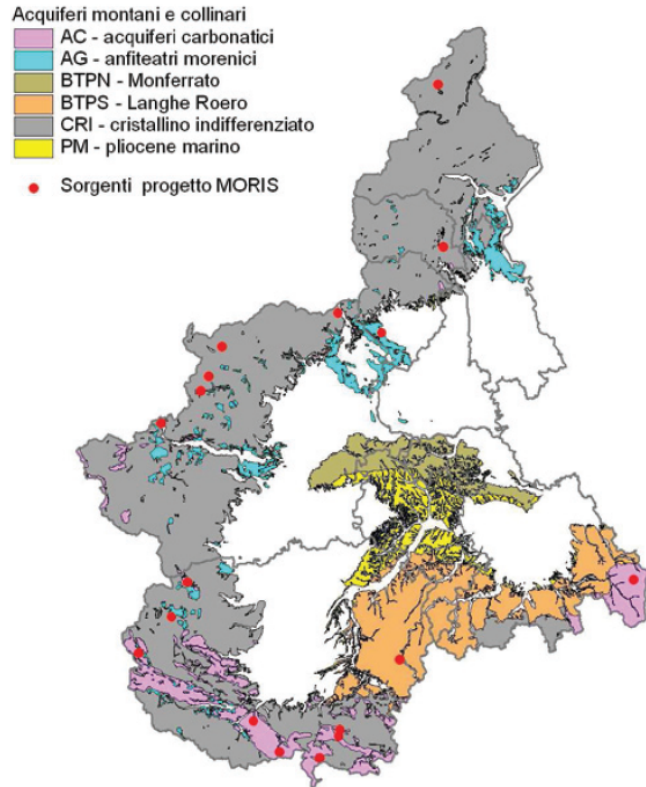 Acquiferi montani e collinari
AC - acquiferi carbonatici
AG - anfiteatri morenici
BTPN - Monferrato
BTPS - Langhe Roero
CRI - cristallino indifferenziato
PM - pliocene marino
Sorgenti progetto MORIS